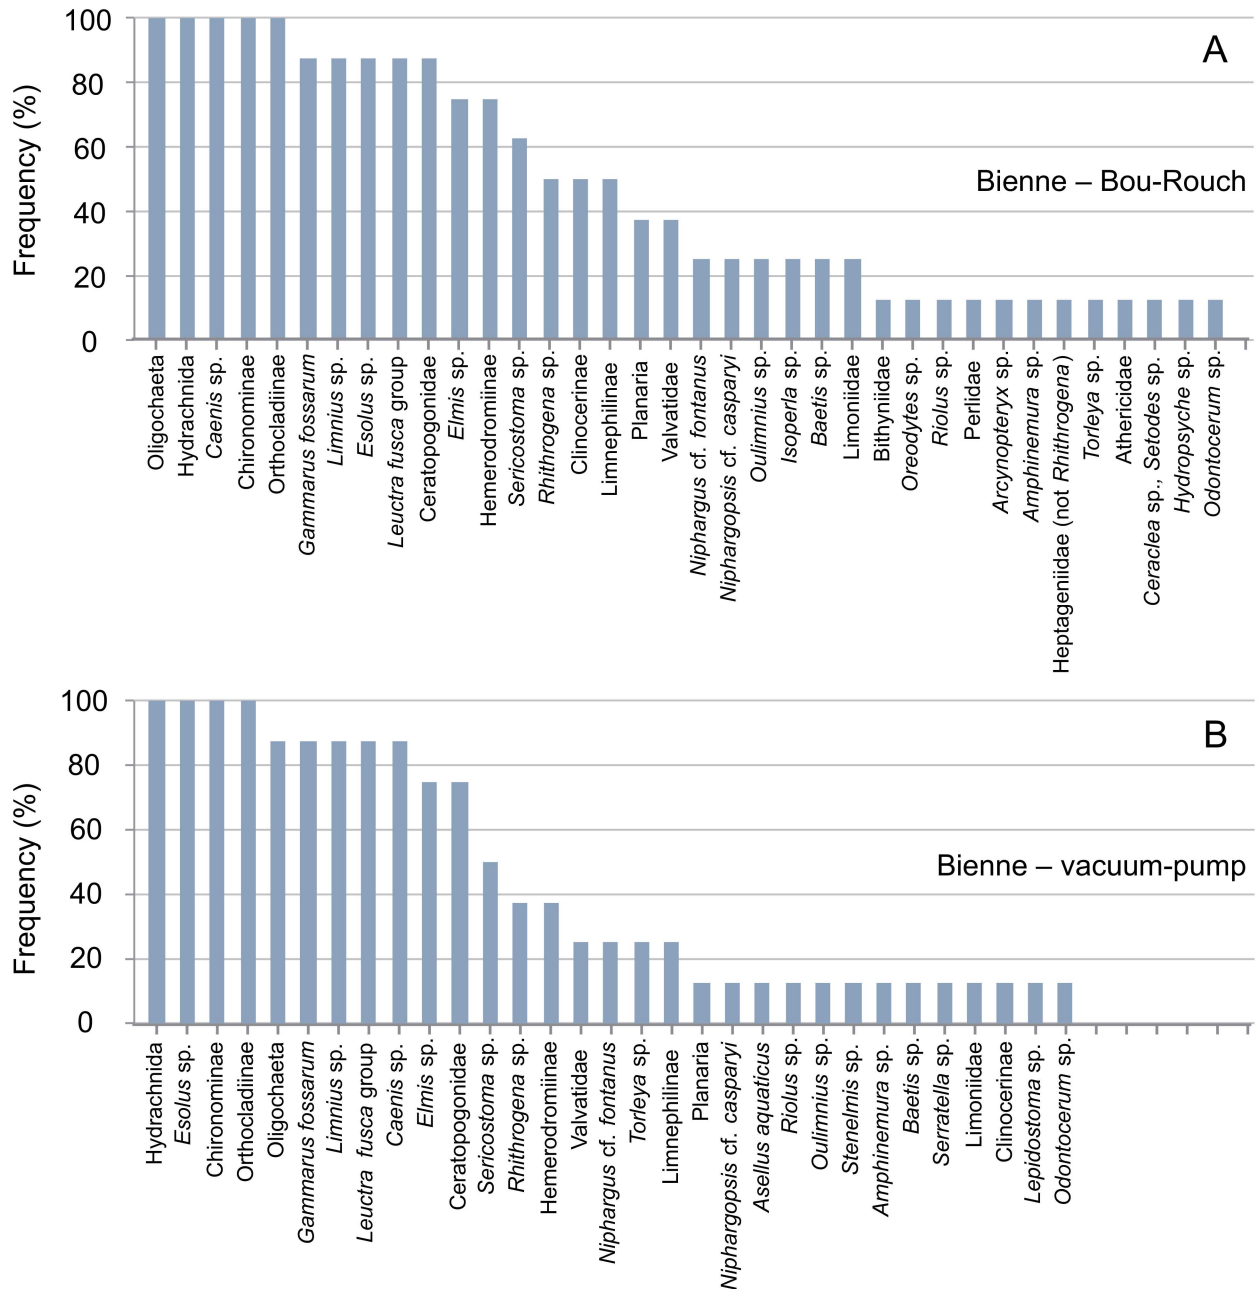 A
Bienne – Bou-Rouch
Frequency (%)
100
80
60
40
20
0
Oligochaeta
Hydrachnida
Caenis sp.
Chironominae
Orthocladiinae
Gammarus fossarum
Limnius sp.
Esolus sp.
Leuctra fusca group
Ceratopogonidae
Elmis sp.
Hemerodromiinae
Sericostoma sp.
Rhithrogena sp.
Clinocerinae
Limnephilinae
Planaria
Valvatidae
Niphargus cf. fontanus
Niphargopsis cf. casparyi
Oulimnius sp.
Isoperla sp.
Baetis sp.
Limoniidae
Bithyniidae
Oreodytes sp.
Riolus sp.
Perlidae
Arcynopteryx sp.
Amphinemura sp.
Heptageniidae (not Rhithrogena)
Torleya sp.
Athericidae
Ceraclea sp., Setodes sp.
Hydropsyche sp.
Odontocerum sp.
B
Bienne – vacuum-pump
Frequency (%)
100
80
60
40
20
0
Hydrachnida
Esolus sp.
Chironominae
Orthocladiinae
Oligochaeta
Gammarus fossarum
Limnius sp.
Leuctra fusca group
Caenis sp.
Elmis sp.
Ceratopogonidae
Sericostoma sp.
Rhithrogena sp.
Hemerodromiinae
Valvatidae
Niphargus cf. fontanus
Torleya sp.
Limnephilinae
Planaria
Niphargopsis cf. casparyi
Asellus aquaticus
Riolus sp.
Oulimnius sp.
Stenelmis sp.
Amphinemura sp.
Baetis sp.
Serratella sp.
Limoniidae
Clinocerinae
Lepidostoma sp.
Odontocerum sp.